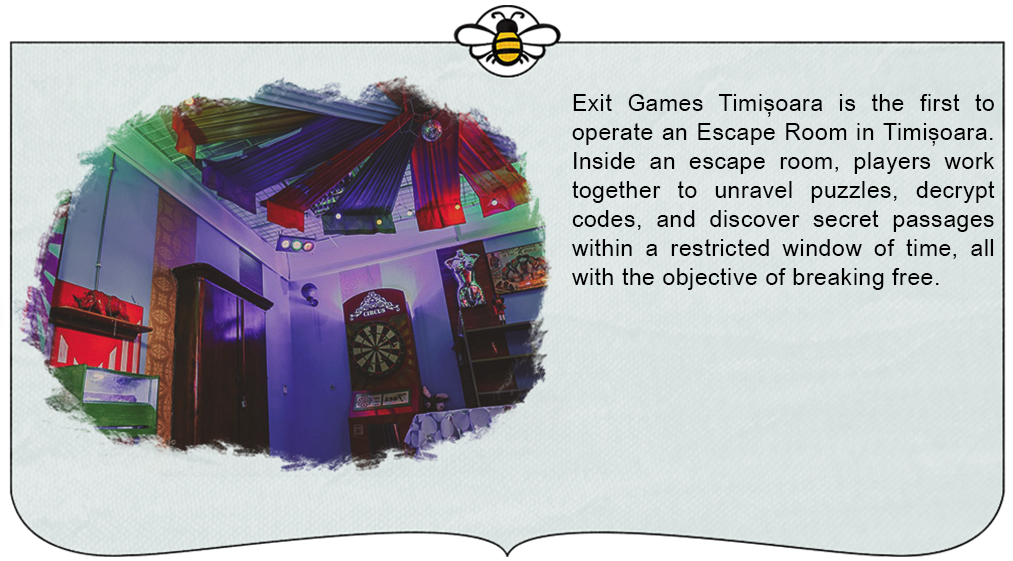 Exit Games Timișoara is the first to
operate an Escape Room in Timișoara.
Inside an escape room, players work
together to unravel puzzles, decrypt
codes, and discover secret passages
within a restricted window of time, all
with the objective of breaking free.
CIRCUS